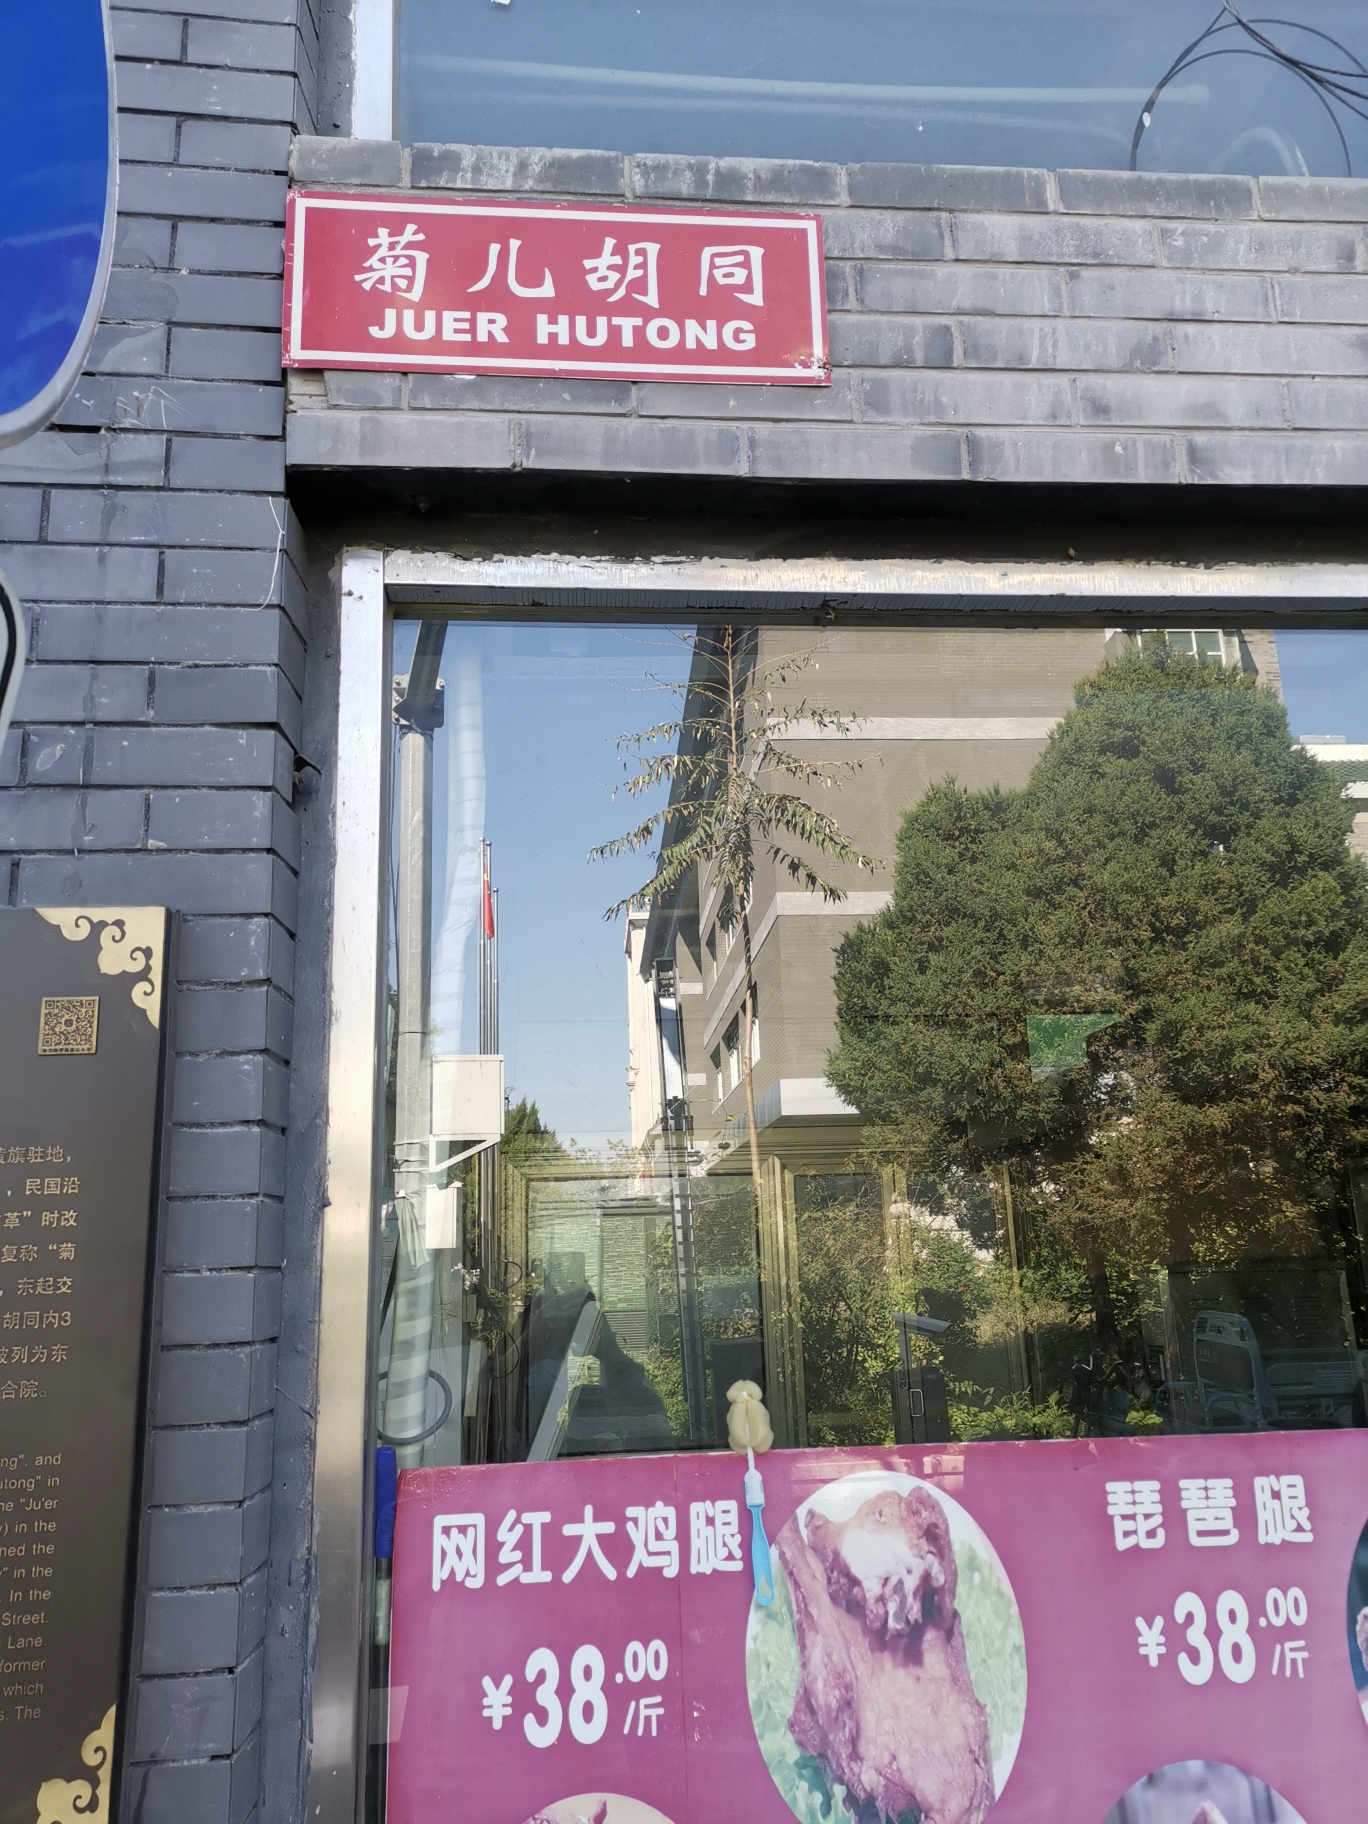 菊儿胡同
JUER HUTONG
黄旗驻地，
，民国沿
革”时改
复称“菊
，东起交
胡同内3
被列为东
合院。
ng". and
utong" in
he "Ju'er
y) in the
ned the
y" in the
. In the
Street.
Lane.
former
which
s. The
网红大鸡腿
¥38.00/斤
琵琶腿
¥38.00/斤